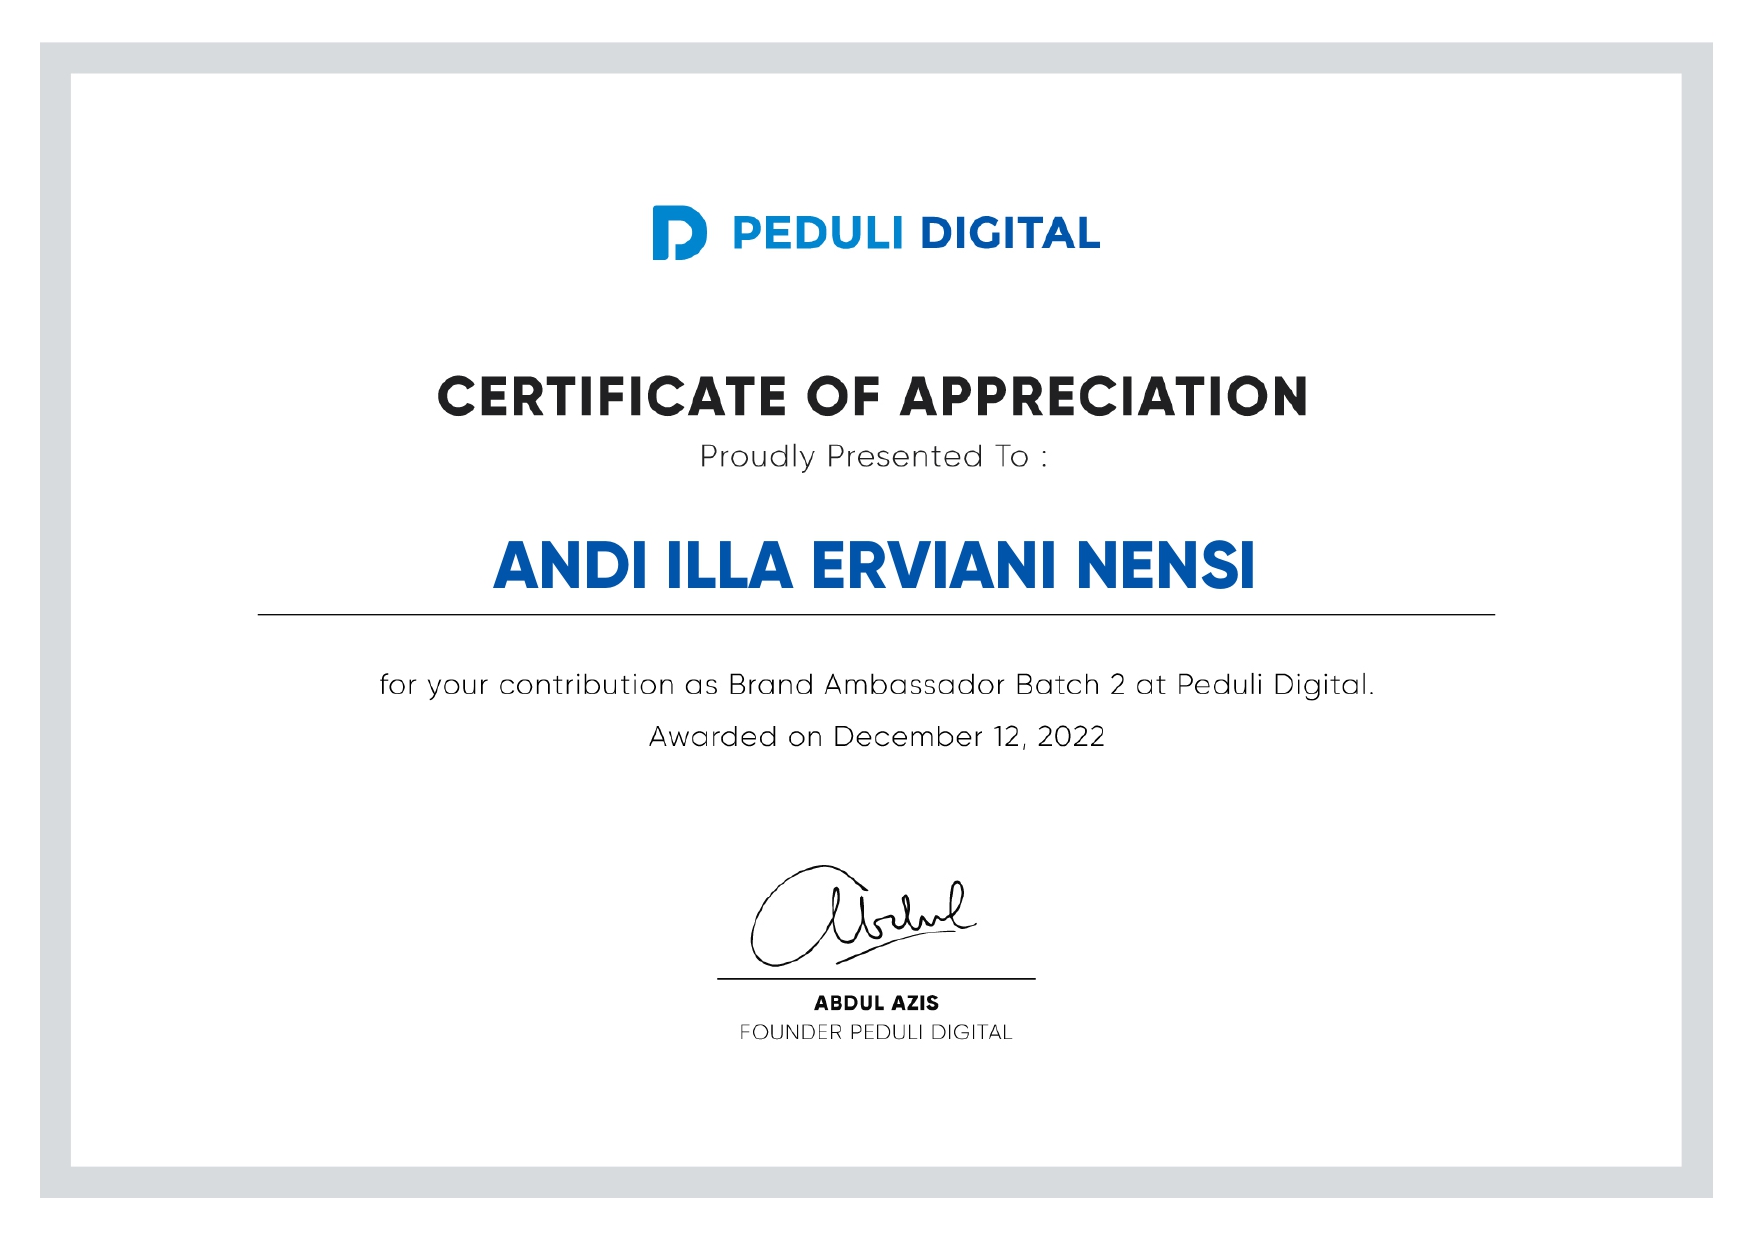 PEDULI DIGITAL
CERTIFICATE OF APPRECIATION
Proudly Presented To :
ANDI ILLA ERVIANI NENSI
for your contribution as Brand Ambassador Batch 2 at Peduli Digital.
Awarded on December 12, 2022
Abdul
ABDUL AZIS
FOUNDER PEDULI DIGITAL